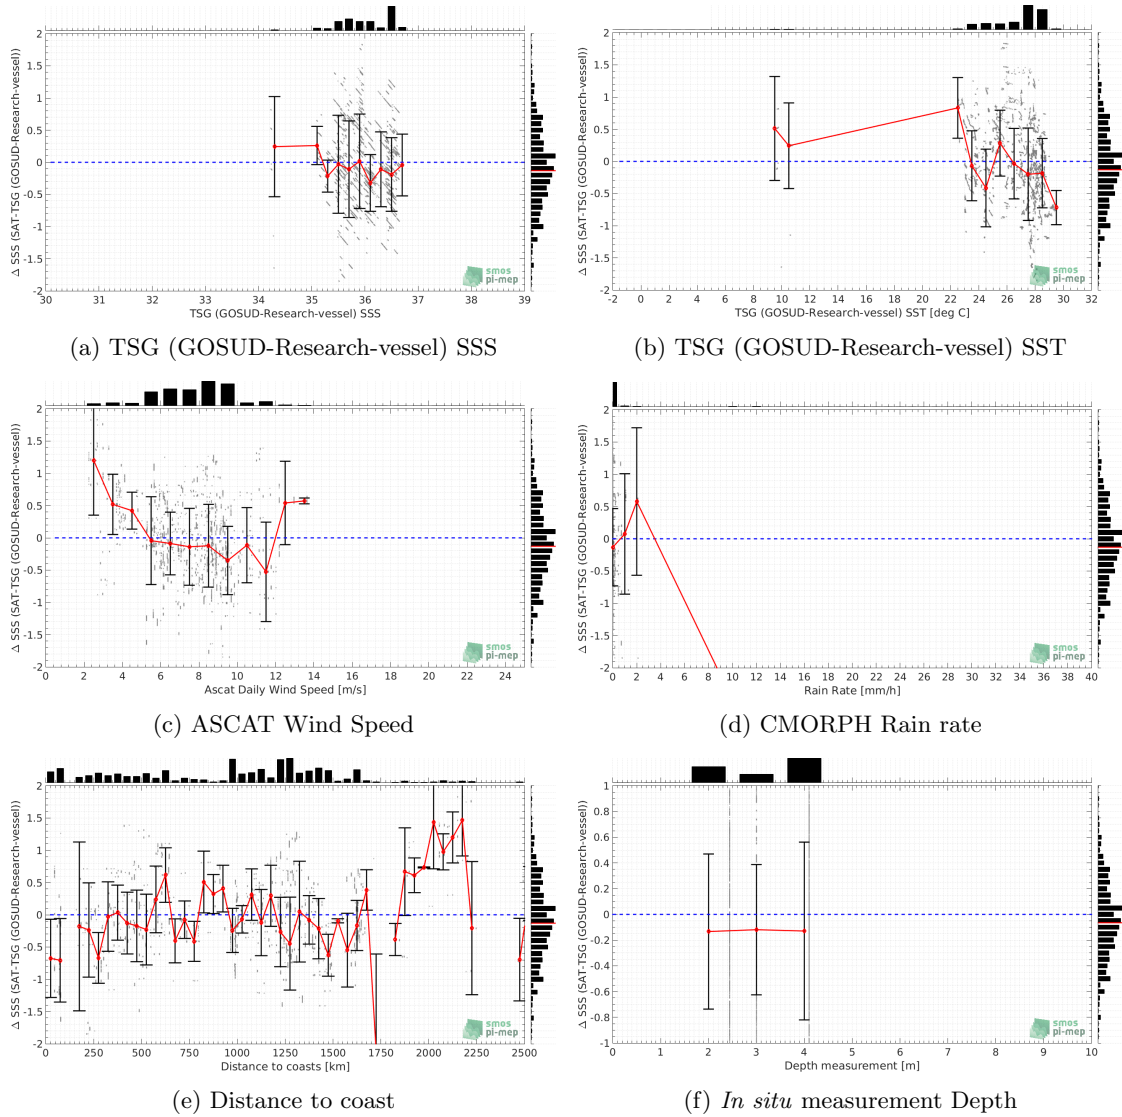 2
1.5
1
0.5
0
-0.5
-1
-1.5
-2
Δ SSS (SAT-TSG (GOSUD-Research-vessel))
30 31 32 33 34 35 36 37 38 39
TSG (GOSUD-Research-vessel) SSS
smos
pi-mep
(a) TSG (GOSUD-Research-vessel) SSS
2
1.5
1
0.5
0
-0.5
-1
-1.5
-2
Δ SSS (SAT-TSG (GOSUD-Research-vessel))
-2 0 2 4 6 8 10 12 14 16 18 20 22 24 26 28 30 32
TSG (GOSUD-Research-vessel) SST [deg C]
smos
pi-mep
(b) TSG (GOSUD-Research-vessel) SST
2
1.5
1
0.5
0
-0.5
-1
-1.5
-2
Δ SSS (SAT-TSG (GOSUD-Research-vessel))
0 2 4 6 8 10 12 14 16 18 20 22 24
Ascat Daily Wind Speed [m/s]
smos
pi-mep
(c) ASCAT Wind Speed
2
1.5
1
0.5
0
-0.5
-1
-1.5
-2
Δ SSS (SAT-TSG (GOSUD-Research-vessel))
0 2 4 6 8 10 12 14 16 18 20 22 24 26 28 30 32 34 36 38 40
Rain Rate [mm/h]
smos
pi-mep
(d) CMORPH Rain rate
2
1.5
1
0.5
0
-0.5
-1
-1.5
-2
Δ SSS (SAT-TSG (GOSUD-Research-vessel))
0 250 500 750 1000 1250 1500 1750 2000 2250 2500
Distance to coasts [km]
smos
pi-mep
(e) Distance to coast
1
0.8
0.6
0.4
0.2
0
-0.2
-0.4
-0.6
-0.8
-1
Δ SSS (SAT-TSG (GOSUD-Research-vessel))
0 1 2 3 4 5 6 7 8 9 10
Depth measurement [m]
smos
pi-mep
(f) In situ measurement Depth